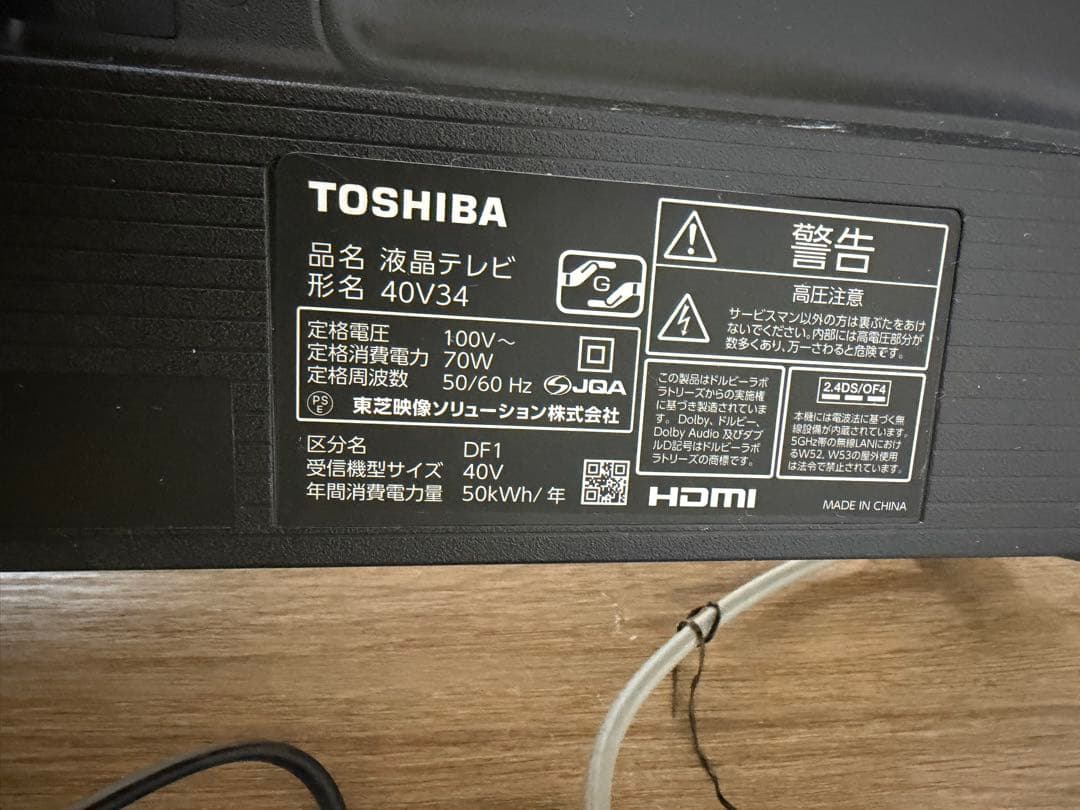 TOSHIBA
品名 液晶テレビ
形名 40V34
G
定格電圧 100V～
定格消費電力 70W
定格周波数 50/60 Hz
JQA
PSE
東芝映像ソリューション株式会社
区分名 DF1
受信機型サイズ 40V
年間消費電力量 50kWh/年
警告
高圧注意
サービスマン以外の方は裏ぶたをあけ
ないでください。内部には高電圧部分が
数多くあり、万一さわると危険です。
この製品はドルビーラボ
ラトリーズからの実施権
に基づき製造されていま
す。Dolby、ドルビー、
Dolby Audio 及びダブ
ルD記号はドルビーラボ
ラトリーズの商標です。
2.4DS/OF4
本機には電波法に基づく無
線設備が内蔵されています。
5GHz帯の無線LANにおけ
るW52, W53の屋外使用
は法令で禁止されています。
HDMI
MADE IN CHINA